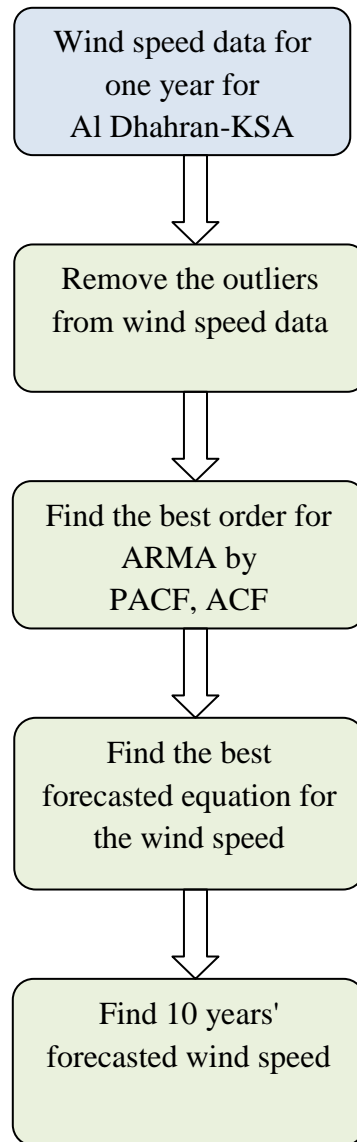 Wind speed data for
one year for
Al Dhahran-KSA
Remove the outliers
from wind speed data
Find the best order for
ARMA by
PACF, ACF
Find the best
forecasted equation for
the wind speed
Find 10 years'
forecasted wind speed